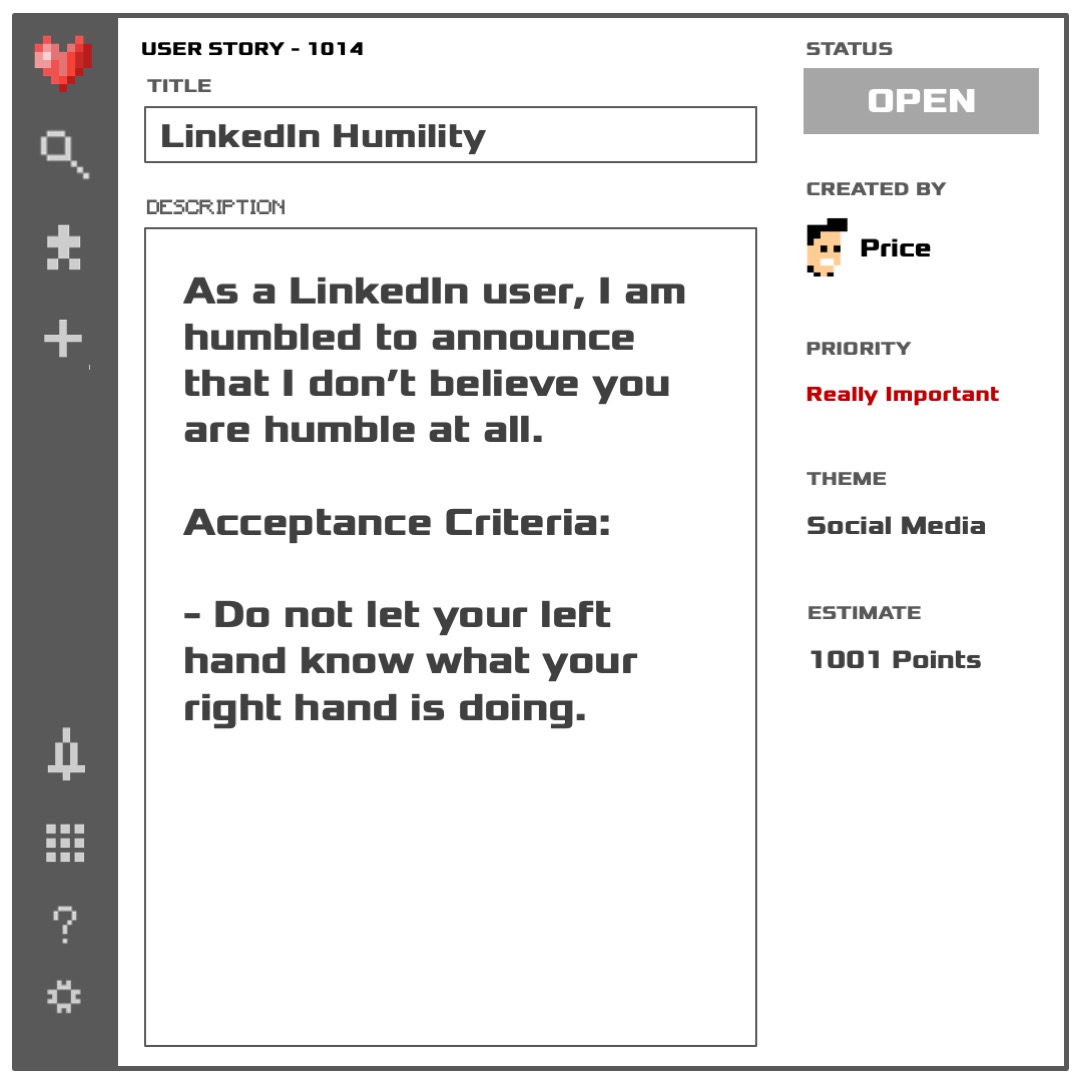 USER STORY - 1014
TITLE
LinkedIn Humility
DESCRIPTION
As a LinkedIn user, I am
humbled to announce
that I don’t believe you
are humble at all.
Acceptance Criteria:
- Do not let your left
hand know what your
right hand is doing.
STATUS
OPEN
CREATED BY
Price
PRIORITY
Really Important
THEME
Social Media
ESTIMATE
1001 Points